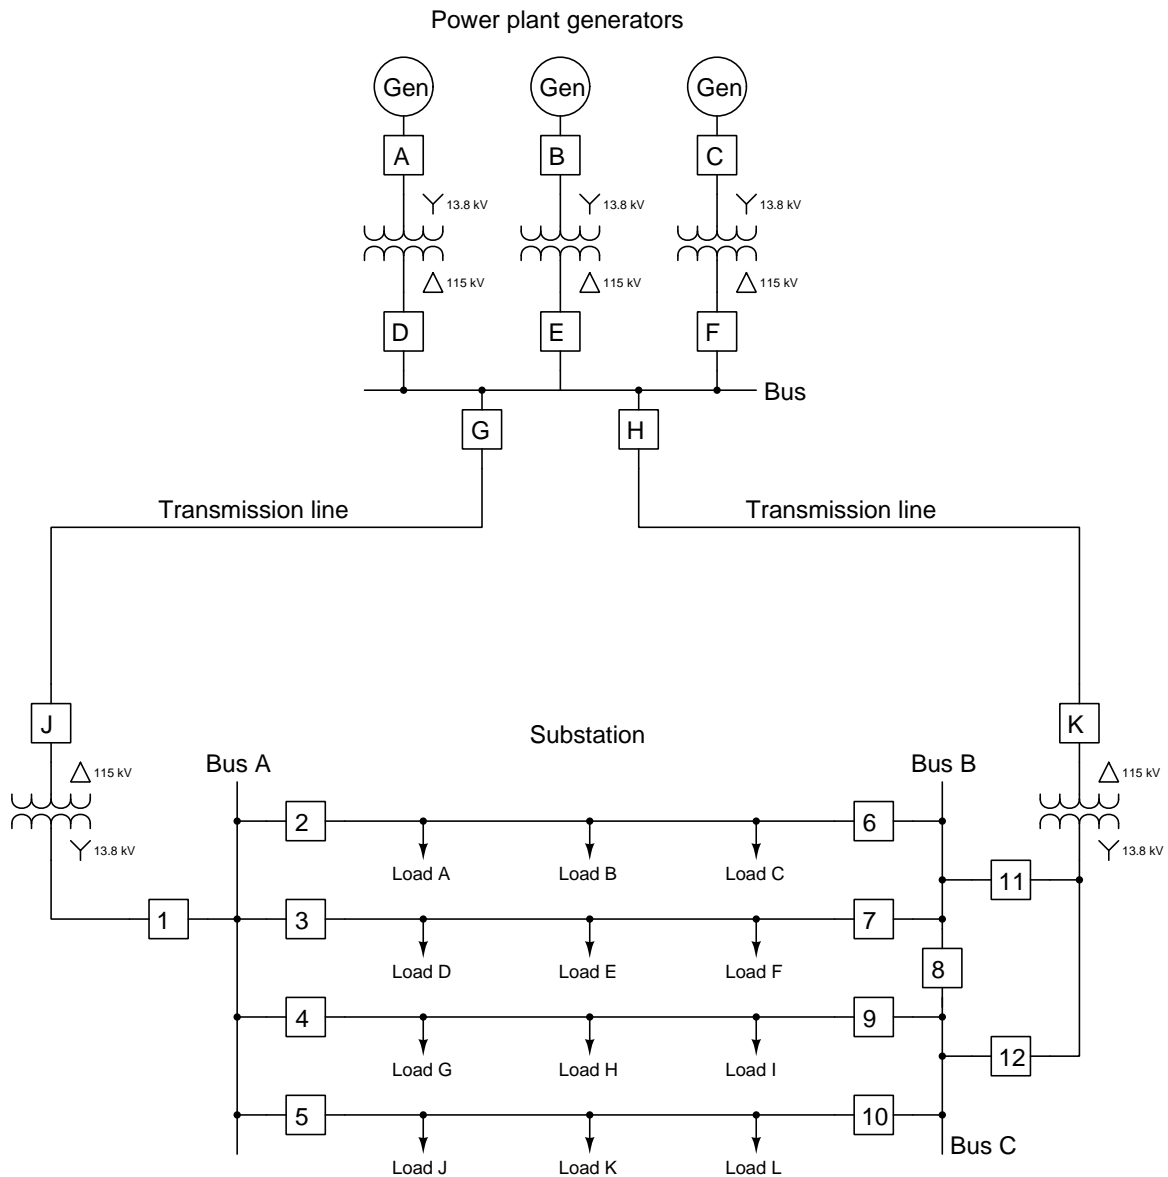 Power plant generators
Gen Gen Gen
A B C
13.8 kV 13.8 kV 13.8 kV
115 kV 115 kV 115 kV
D E F
Bus
G H
Transmission line Transmission line
J K
Substation
Bus A Bus B
115 kV 115 kV
2 6
13.8 kV 13.8 kV
Load A Load B Load C
11
1 3 7
Load D Load E Load F
8
4 9
12
Load G Load H Load I
5 10
Bus C
Load J Load K Load L